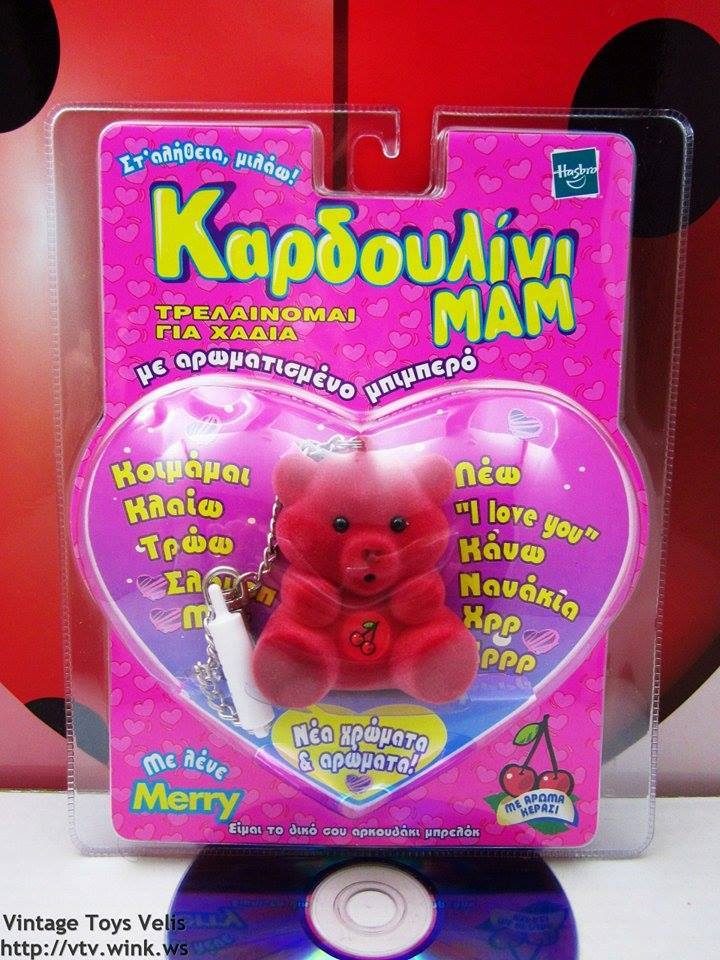 Στ'αλήθεια, μιλάω!
Hasbro
Καρδουλίνι
ΜΑΜ
ΤΡΕΛΑΙΝΟΜΑΙ
ΓΙΑ ΧΑΔΙΑ
με αρωματισμένο μπιμπερό
Κοιμάμαι
Κλαίω
Τρώω
Λέω
"I love you"
Κάνω
Νανάκια
Χρρ
Νέα χρώματα
& αρώματα!
Με λένε
Merry
ΜΕ ΑΡΩΜΑ
ΚΕΡΑΣΙ
Είμαι το δικό σου αρκουδάκι μπρελόκ
Vintage Toys Velis
http://vtv.wink.ws